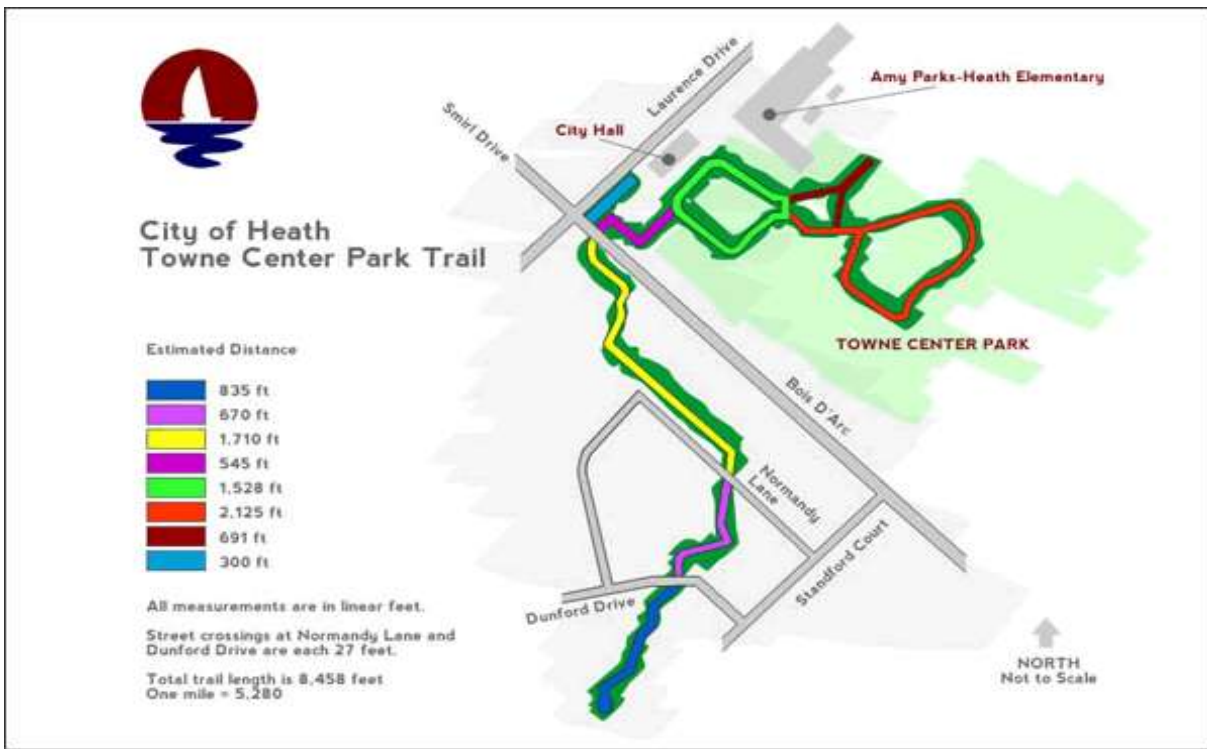 City of Heath
Towne Center Park Trail
Estimated Distance
835 ft
670 ft
1,710 ft
545 ft
1,528 ft
2,125 ft
691 ft
300 ft
All measurements are in linear feet.
Street crossings at Normandy Lane and
Dunford Drive are each 27 feet.
Total trail length is 8,458 feet
One mile = 5,280
Smirl Drive
Laurence Drive
City Hall
Amy Parks-Heath Elementary
TOWNE CENTER PARK
Bois D'Arc
Normandy
Lane
Standford Court
Dunford Drive
NORTH
Not to Scale